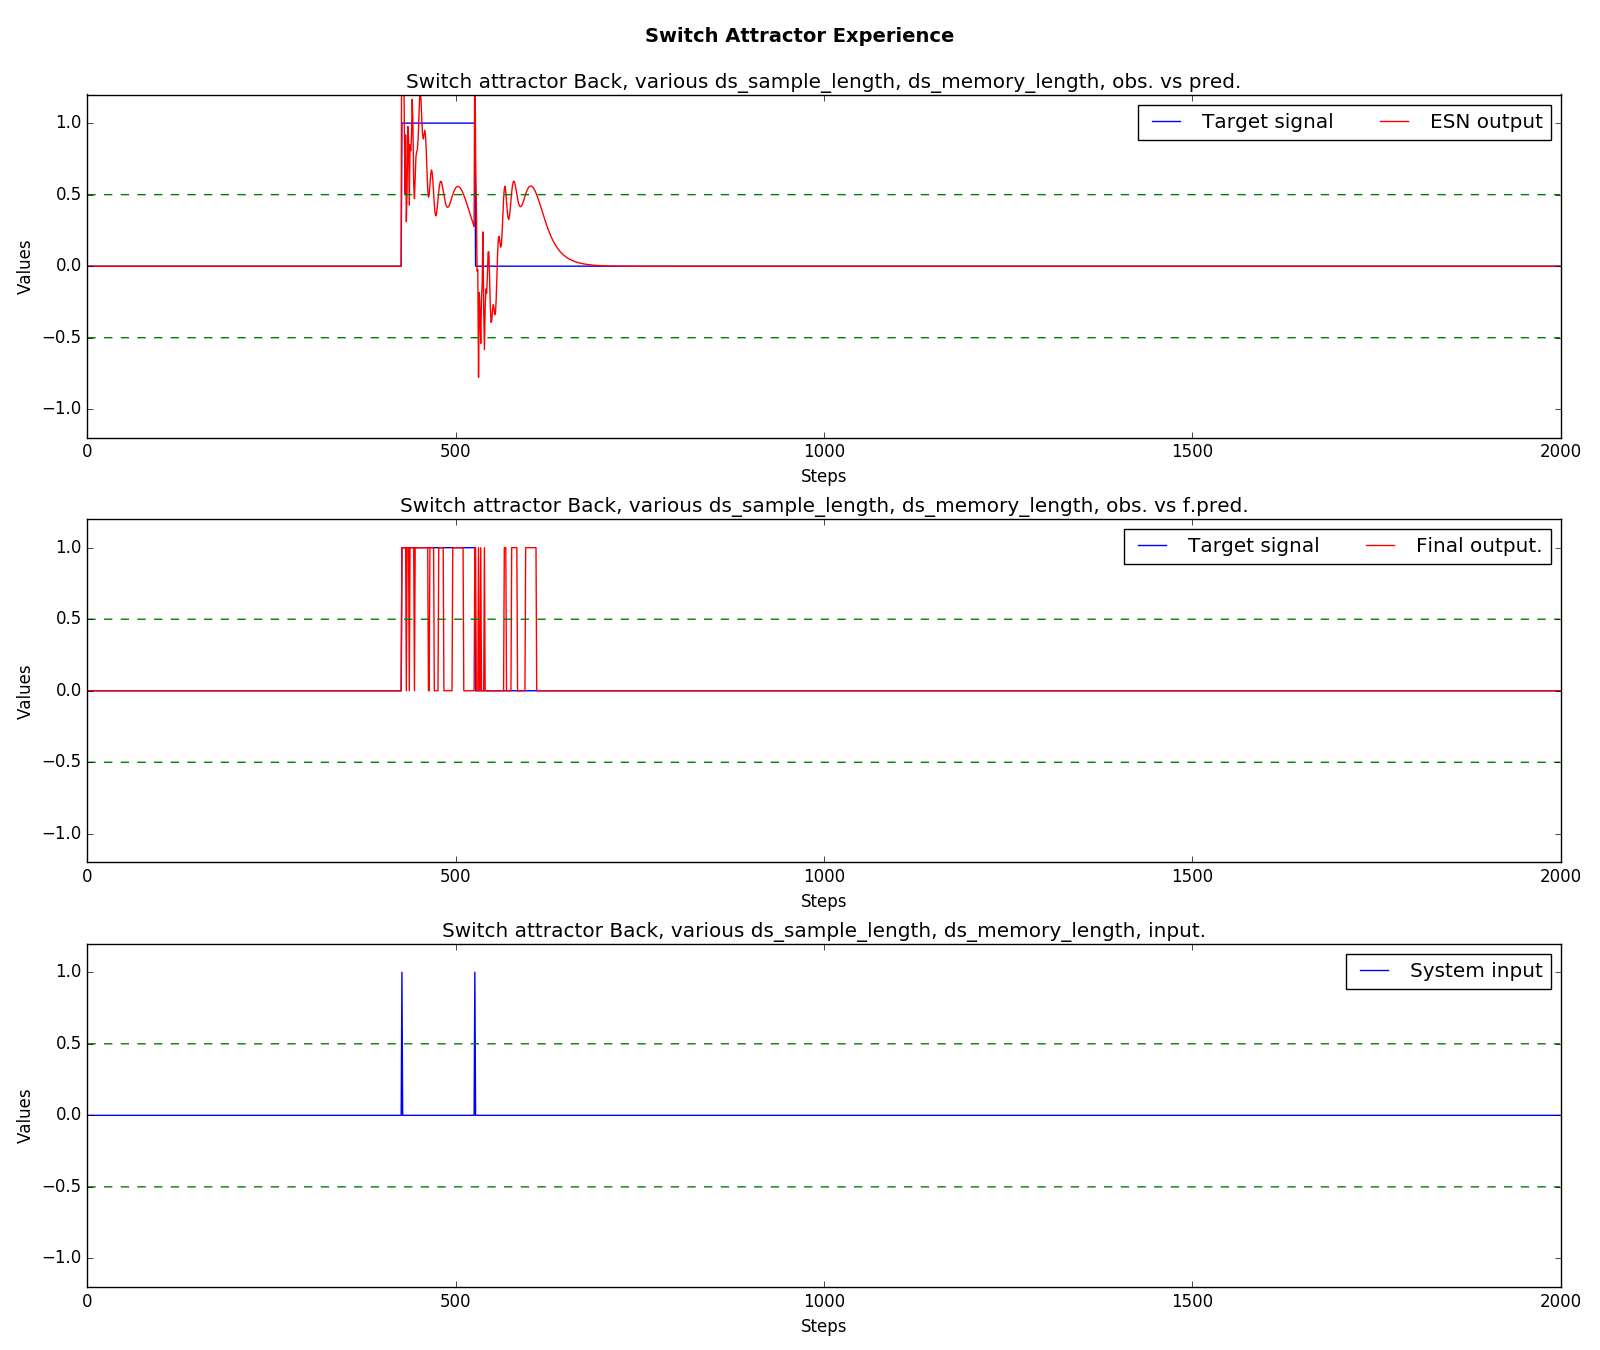 Switch Attractor Experience
Switch attractor Back, various ds_sample_length, ds_memory_length, obs. vs pred.
Target signal ESN output
Values
1.0
0.5
0.0
−0.5
−1.0
0 500 1000 1500 2000
Steps
Switch attractor Back, various ds_sample_length, ds_memory_length, obs. vs f.pred.
Target signal Final output.
Values
1.0
0.5
0.0
−0.5
−1.0
0 500 1000 1500 2000
Steps
Switch attractor Back, various ds_sample_length, ds_memory_length, input.
System input
Values
1.0
0.5
0.0
−0.5
−1.0
0 500 1000 1500 2000
Steps